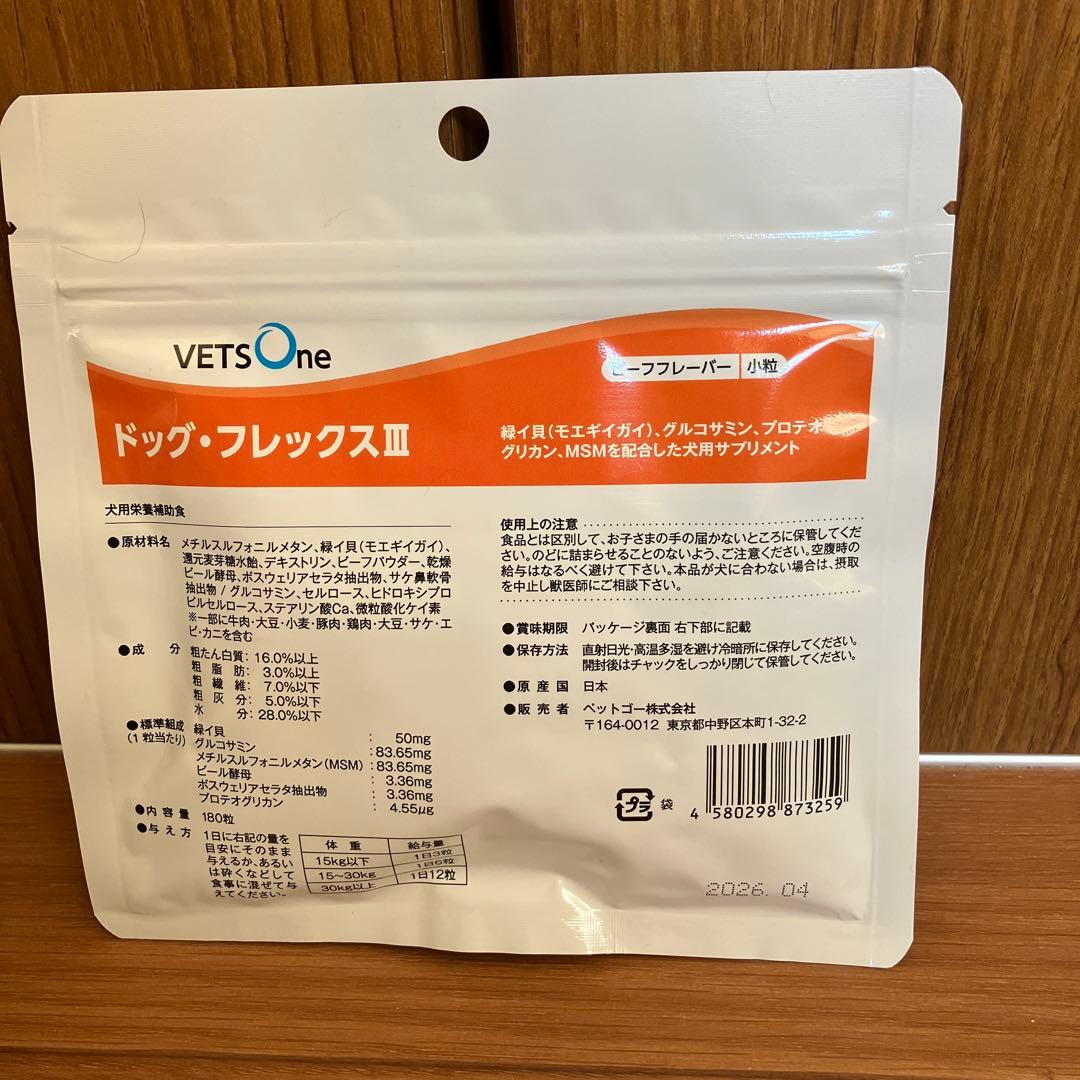 VETS One
ビーフフレーバー 小粒
ドッグ・フレックスⅢ
緑イ貝(モエギイガイ)、グルコサミン、プロテオ
グリカン、MSMを配合した犬用サプリメント
犬用栄養補助食
●原材料名 メチルスルフォニルメタン、緑イ貝(モエギイガイ)、
還元麦芽糖水飴、デキストリン、ビーフパウダー、乾燥
ビール酵母、ボスウェリアセラタ抽出物、サケ鼻軟骨
抽出物/グルコサミン、セルロース、ヒドロキシプロ
ピルセルロース、ステアリン酸Ca、微粒酸化ケイ素
※一部に牛肉・大豆・小麦・豚肉・鶏肉・大豆・サケ・エ
ビ・カニを含む
●成分 粗たん白質:16.0%以上
粗脂肪:3.0%以上
粗繊維:7.0%以下
粗灰分:5.0%以下
水分:28.0%以下
●標準組成 緑イ貝:50mg
(1粒当たり) グルコサミン:83.65mg
メチルスルフォニルメタン(MSM):83.65mg
ビール酵母:3.36mg
ボスウェリアセラタ抽出物:3.36mg
プロテオグリカン:4.55μg
●内容量 180粒
●与え方 1日に右記の量を
目安にそのまま
与えるか、あるい
は砕くなどして
食事に混ぜて与
えてください。
体重 給与量
15kg以下 1日3粒
15〜30kg 1日6粒
30kg以上 1日12粒
使用上の注意
食品とは区別して、お子さまの手の届かないところに保管してくだ
さい。のどに詰まらせることのないよう、ご注意ください。空腹時の
給与はなるべく避けて下さい。本品が犬に合わない場合は、摂取
を中止し獣医師にご相談下さい。
●賞味期限 パッケージ裏面 右下部に記載
●保存方法 直射日光・高温多湿を避け冷暗所に保存してください。
開封後はチャックをしっかり閉じて保管してください。
●原産国 日本
●販売者 ペットゴー株式会社
〒164-0012 東京都中野区本町1-32-2
プラ 袋
4 580298 873259
2026. 04